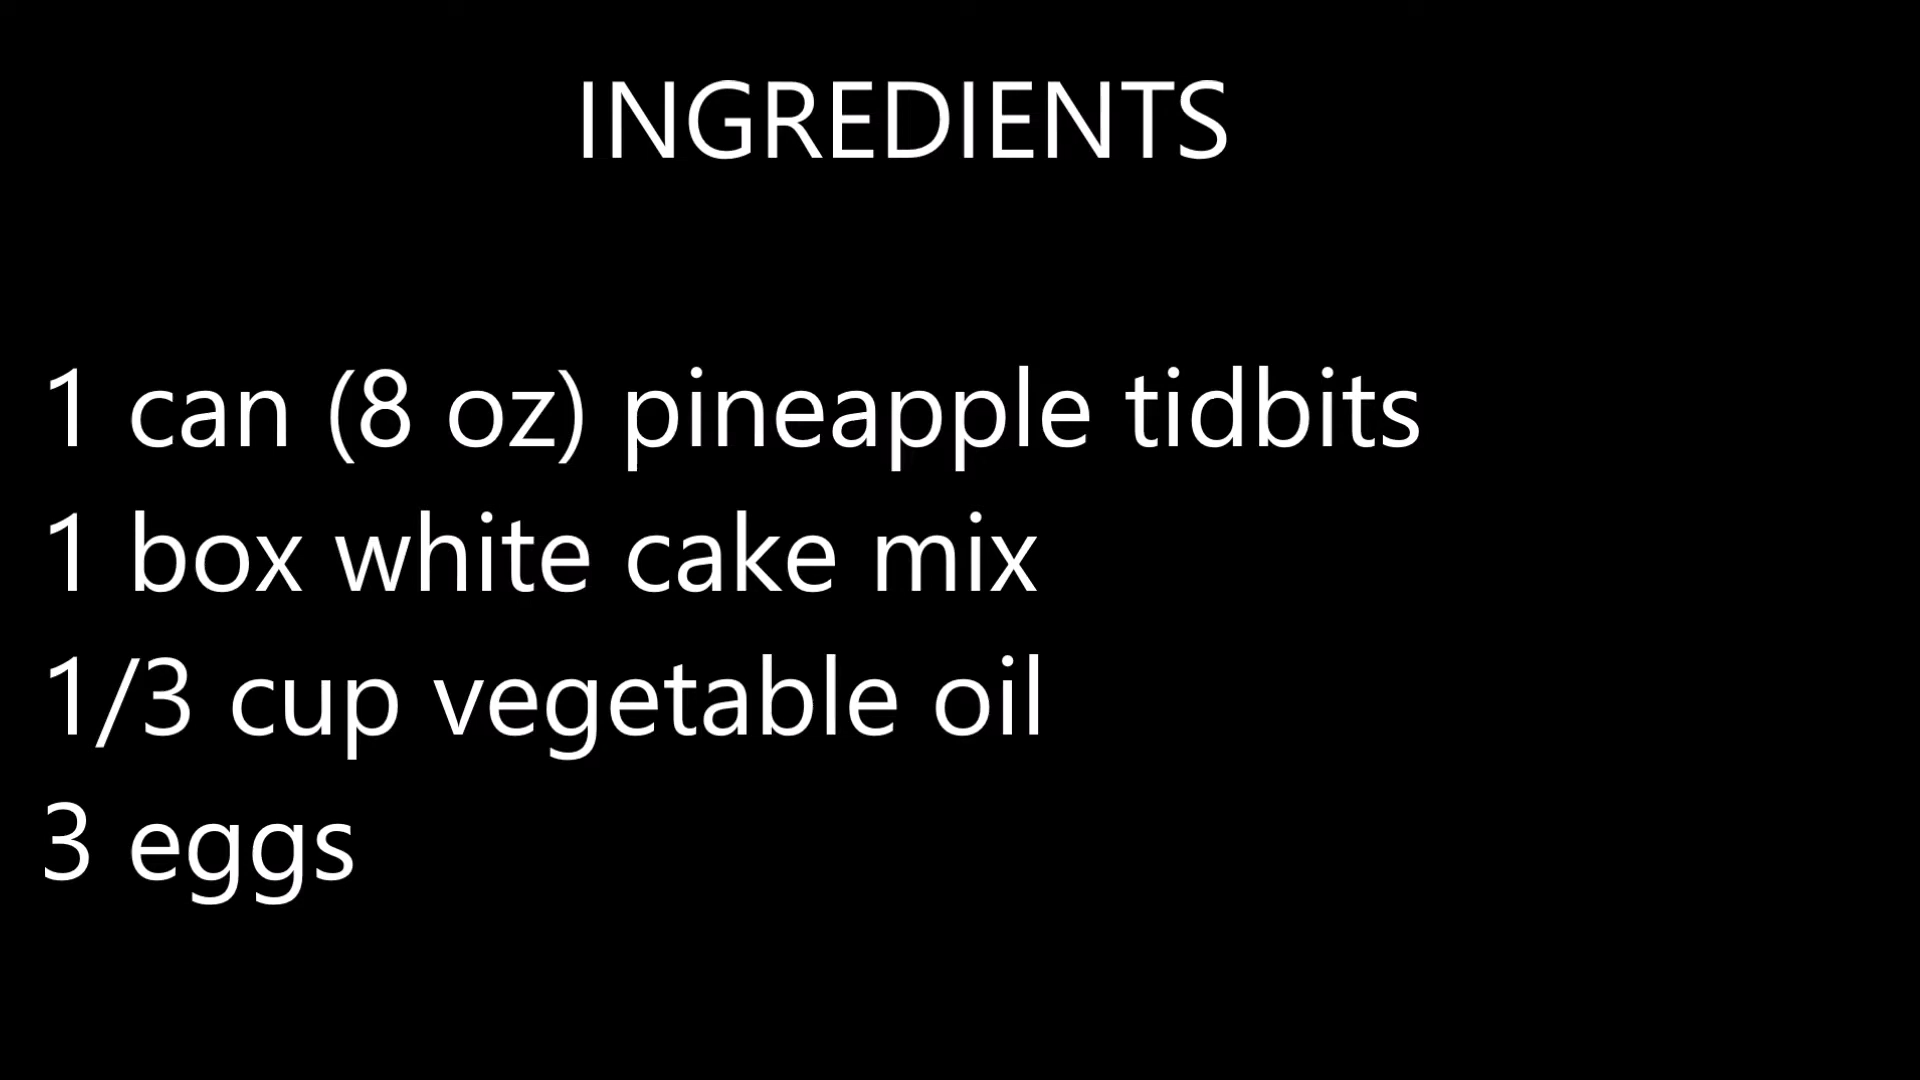 INGREDIENTS
1 can (8 oz) pineapple tidbits
1 box white cake mix
1/3 cup vegetable oil
3 eggs